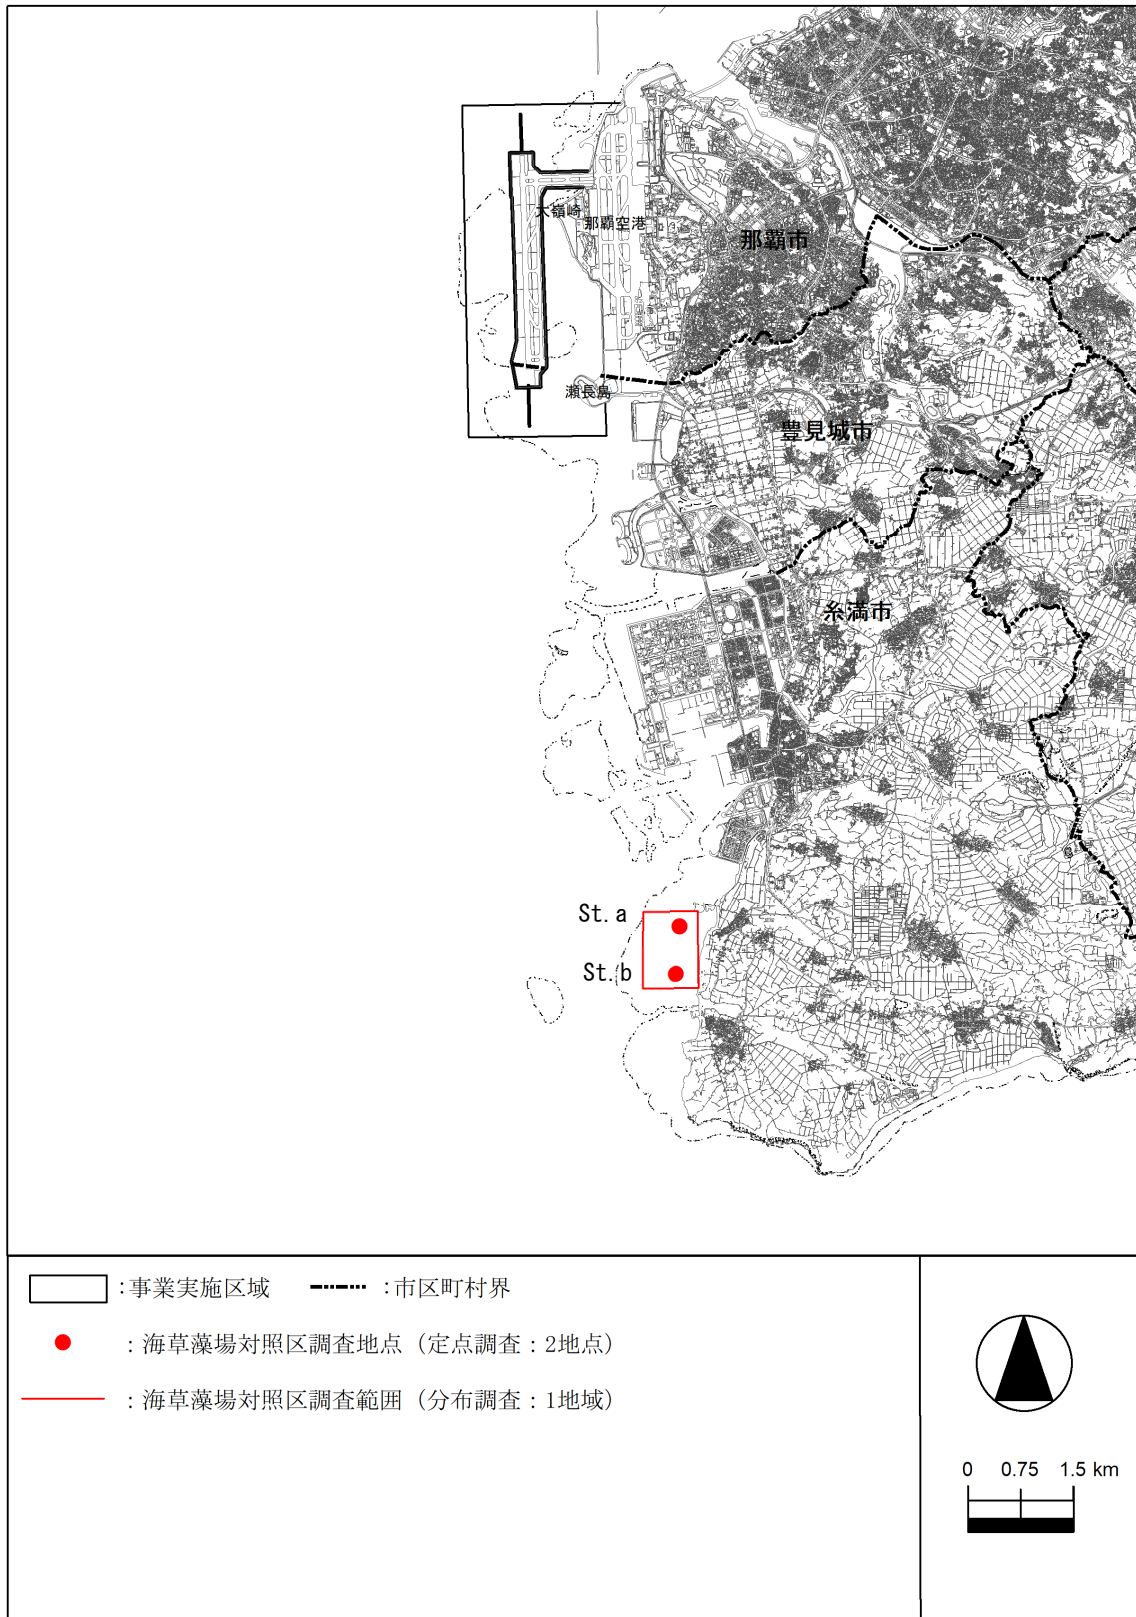 大嶺崎
那覇空港
那覇市
瀬長島
豊見城市
糸満市
St.a
St.b
:事業実施区域
:市区町村界
:海草藻場対照区調査地点（定点調査：2地点）
:海草藻場対照区調査範囲（分布調査：1地域）
0 0.75 1.5 km